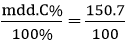 mdd.C% / 100% = 150.7 / 100